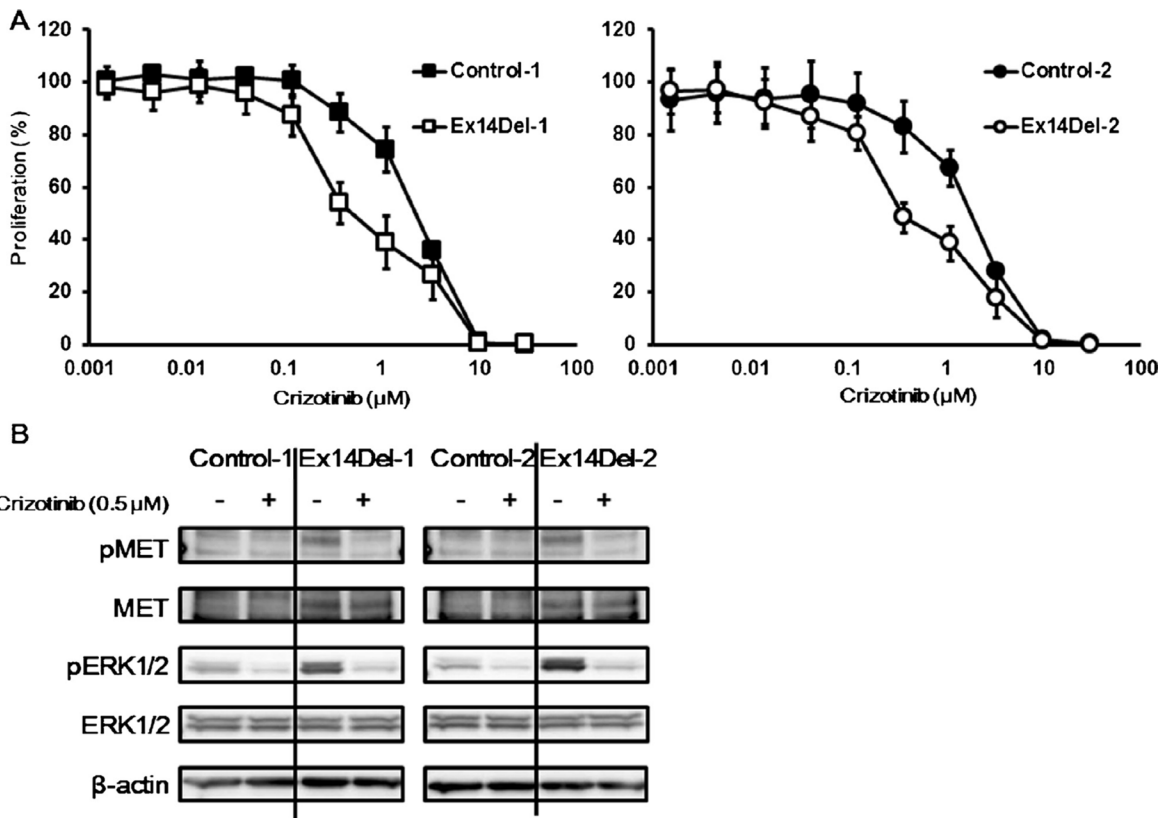 A
Proliferation (%)
120
100
80
60
40
20
0
0.001 0.01 0.1 1 10 100
Crizotinib (µM)
Control-1
Ex14Del-1
120
100
80
60
40
20
0
0.001 0.01 0.1 1 10 100
Crizotinib (µM)
Control-2
Ex14Del-2
B
Control-1 Ex14Del-1 Control-2 Ex14Del-2
Crizotinib (0.5 µM) - + - + - + - +
pMET
MET
pERK1/2
ERK1/2
β-actin